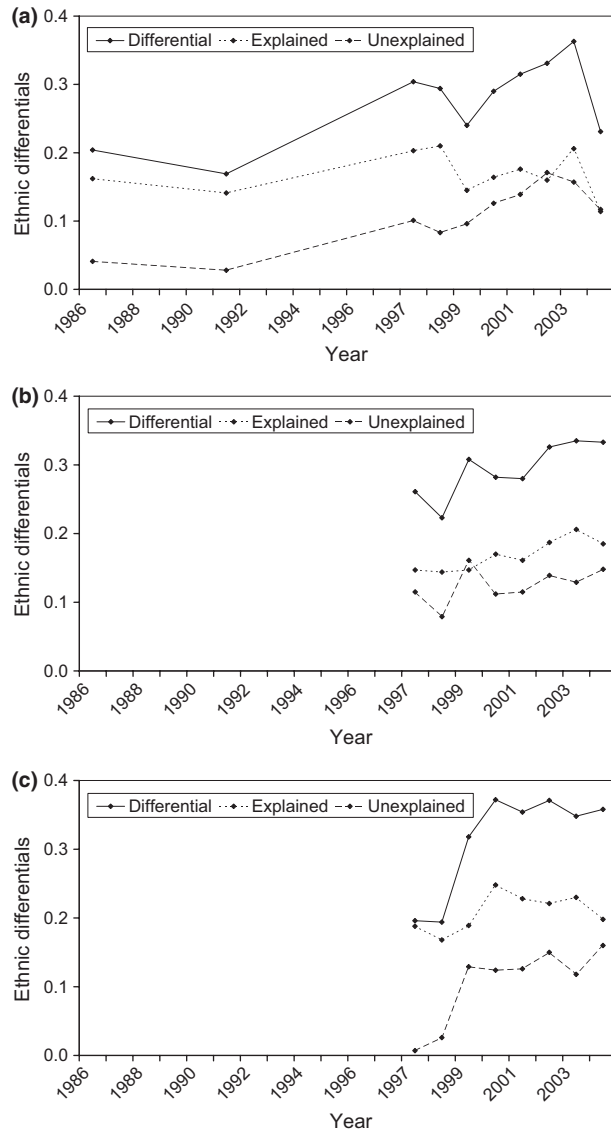 (a)
0.4
Differential Explained Unexplained
0.3
0.2
0.1
0.0
Ethnic differentials
1986 1988 1990 1992 1994 1996 1997 1999 2001 2003
Year
(b)
0.4
Differential Explained Unexplained
0.3
0.2
0.1
0.0
Ethnic differentials
1986 1988 1990 1992 1994 1996 1997 1999 2001 2003
Year
(c)
0.4
Differential Explained Unexplained
0.3
0.2
0.1
0.0
Ethnic differentials
1986 1988 1990 1992 1994 1996 1997 1999 2001 2003
Year